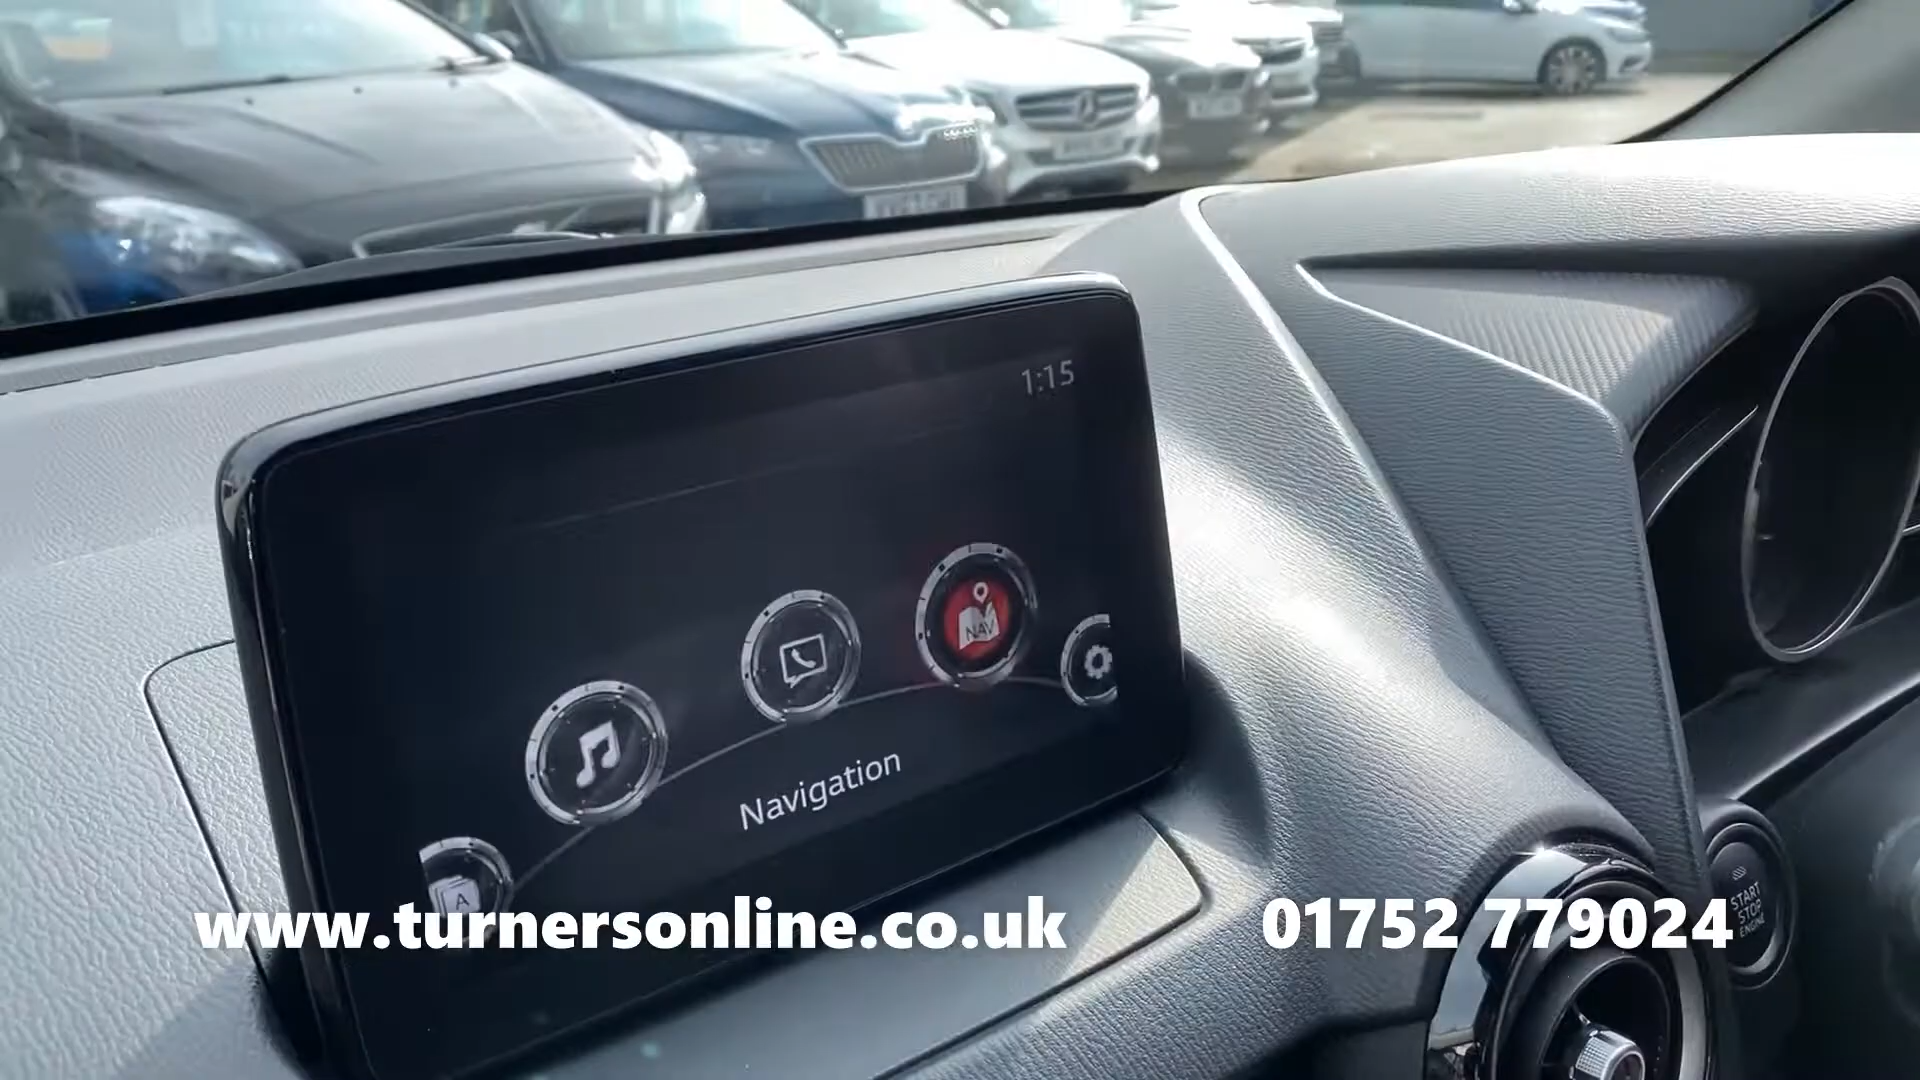 1:15
NAV
Navigation
A
www.turnersonline.co.uk
01752 779024
START
STOP
ENGINE